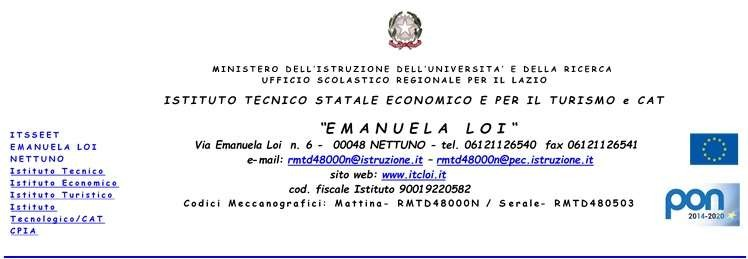 MINISTERO DELL'ISTRUZIONE DELL'UNIVERSITA' E DELLA RICERCA
UFFICIO SCOLASTICO REGIONALE PER IL LAZIO
ISTITUTO TECNICO STATALE ECONOMICO E PER IL TURISMO e CAT
"EMANUELA LOI"
Via Emanuela Loi n. 6 - 00048 NETTUNO - tel. 06121126540 fax 06121126541
e-mail: rmtd48000n@istruzione.it - rmtd48000n@pec.istruzione.it
sito web: www.itcloi.it
cod. fiscale Istituto 90019220582
Codici Meccanografici: Mattina- RMTD48000N / Serale- RMTD480503
ITSSEET
EMANUELA LOI
NETTUNO
Istituto Tecnico
Istituto Economico
Istituto Turistico
Istituto
Tecnologico/CAT
CPIA
pon
2014-2020